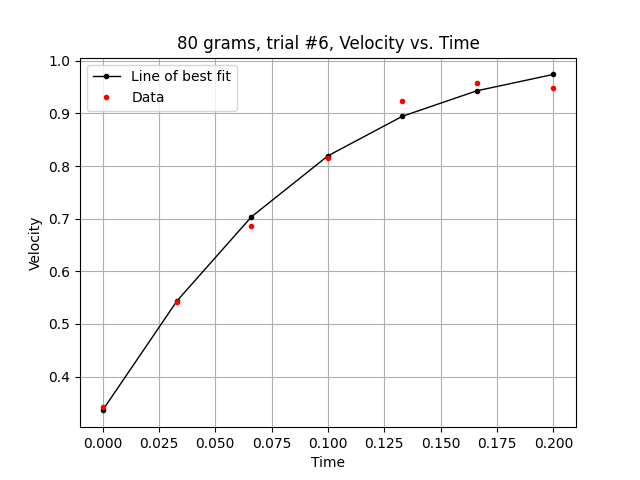 80 grams, trial #6, Velocity vs. Time
Line of best fit
Data
Velocity
1.0
0.9
0.8
0.7
0.6
0.5
0.4
0.000 0.025 0.050 0.075 0.100 0.125 0.150 0.175 0.200
Time